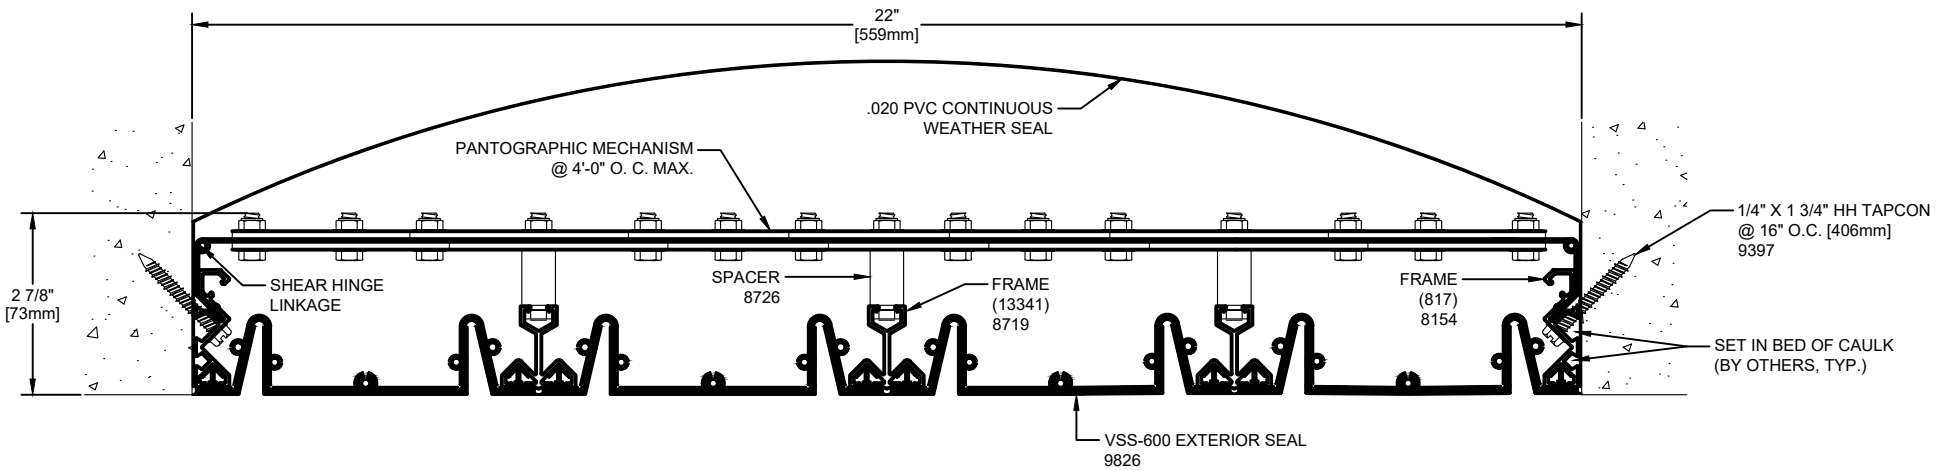 22"
[559mm]
.020 PVC CONTINUOUS
WEATHER SEAL
PANTOGRAPHIC MECHANISM
@ 4'-0" O. C. MAX.
1/4" X 1 3/4" HH TAPCON
@ 16" O.C. [406mm]
9397
2 7/8"
[73mm]
SHEAR HINGE
LINKAGE
SPACER
8726
FRAME
(13341)
8719
FRAME
(817)
8154
SET IN BED OF CAULK
(BY OTHERS, TYP.)
VSS-600 EXTERIOR SEAL
9826